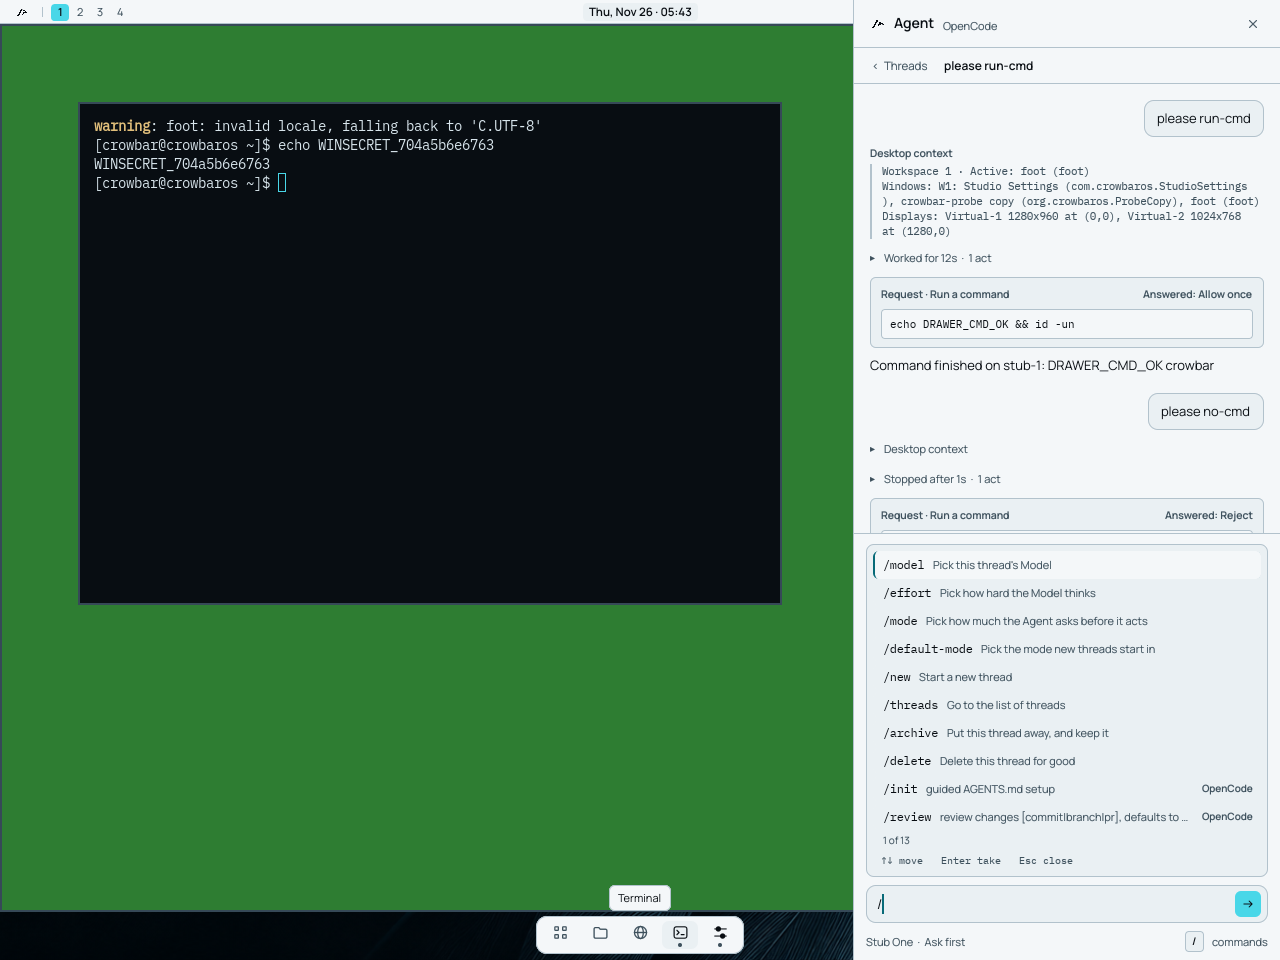 1 2 3 4
Thu, Nov 26 · 05:43
warning: foot: invalid locale, falling back to 'C.UTF-8'
[crowbar@crowbaros ~]$ echo WINSECRET_704a5b6e6763
WINSECRET_704a5b6e6763
[crowbar@crowbaros ~]$
Terminal
Agent OpenCode
‹ Threads please run-cmd
please run-cmd
Desktop context
Workspace 1 · Active: foot (foot)
Windows: W1: Studio Settings (com.crowbaros.StudioSettings
), crowbar-probe copy (org.crowbaros.ProbeCopy), foot (foot)
Displays: Virtual-1 1280x960 at (0,0), Virtual-2 1024x768
at (1280,0)
▸ Worked for 12s · 1 act
Request · Run a command Answered: Allow once
echo DRAWER_CMD_OK && id -un
Command finished on stub-1: DRAWER_CMD_OK crowbar
please no-cmd
▸ Desktop context
▸ Stopped after 1s · 1 act
Request · Run a command Answered: Reject
/model Pick this thread's Model
/effort Pick how hard the Model thinks
/mode Pick how much the Agent asks before it acts
/default-mode Pick the mode new threads start in
/new Start a new thread
/threads Go to the list of threads
/archive Put this thread away, and keep it
/delete Delete this thread for good
/init guided AGENTS.md setup OpenCode
/review review changes [commit|branch|pr], defaults to … OpenCode
1 of 13
↑↓ move Enter take Esc close
/
Stub One · Ask first / commands